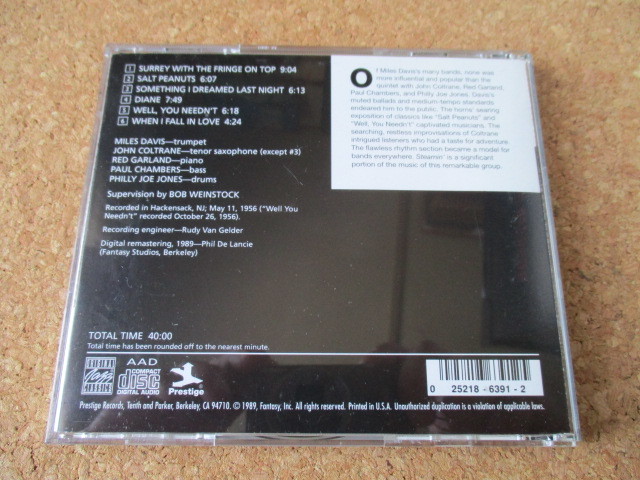 1 SURREY WITH THE FRINGE ON TOP 9:04
2 SALT PEANUTS 6:07
3 SOMETHING I DREAMED LAST NIGHT 6:13
4 DIANE 7:49
5 WELL, YOU NEEDN'T 6:18
6 WHEN I FALL IN LOVE 4:24
MILES DAVIS—trumpet
JOHN COLTRANE—tenor saxophone (except #3)
RED GARLAND—piano
PAUL CHAMBERS—bass
PHILLY JOE JONES—drums
Supervision by BOB WEINSTOCK
Recorded in Hackensack, NJ; May 11, 1956 ("Well You
Needn't" recorded October 26, 1956).
Recording engineer—Rudy Van Gelder
Digital remastering, 1989—Phil De Lancie
(Fantasy Studios, Berkeley)
Of Miles Davis's many bands, none was
more influential and popular than the
quintet with John Coltrane, Red Garland,
Paul Chambers, and Philly Joe Jones. Davis's
muted ballads and medium-tempo standards
endeared him to the public. The horns' searing
exposition of classics like "Salt Peanuts" and
"Well, You Needn't" captivated musicians. The
searching, restless improvisations of Coltrane
intrigued listeners who had a taste for adventure.
The flawless rhythm section became a model for
bands everywhere. Steamin' is a significant
portion of the music of this remarkable group.
TOTAL TIME 40:00
Total time has been rounded off to the nearest minute.
AAD
COMPACT
disc
DIGITAL AUDIO
Prestige
0 25218-6391-2
Prestige Records, Tenth and Parker, Berkeley, CA 94710. © 1989, Fantasy, Inc. All rights reserved. Printed in U.S.A. Unauthorized duplication is a violation of applicable laws.